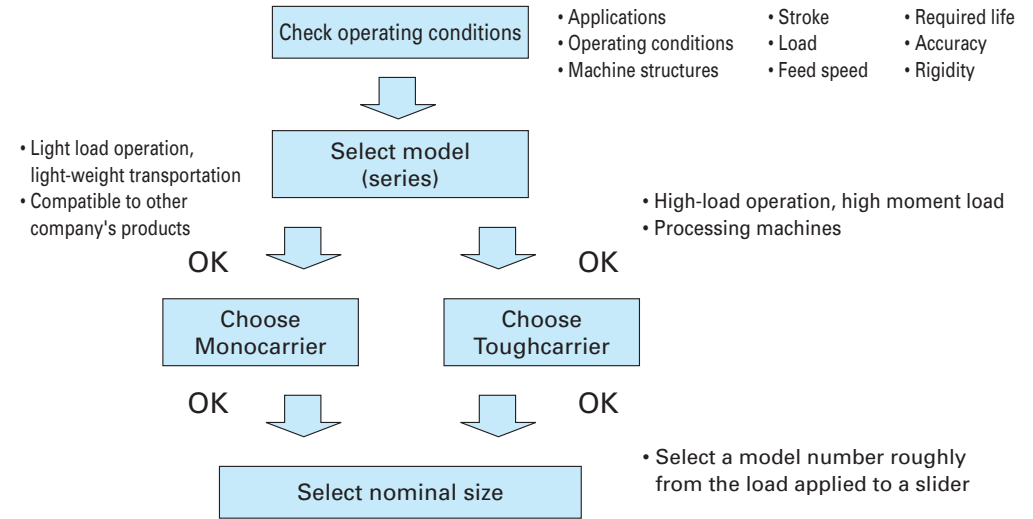 Check operating conditions
• Applications
• Operating conditions
• Machine structures
• Stroke
• Load
• Feed speed
• Required life
• Accuracy
• Rigidity
Select model
(series)
• Light load operation,
light-weight transportation
• Compatible to other
company's products
• High-load operation, high moment load
• Processing machines
OK
OK
Choose
Monocarrier
Choose
Toughcarrier
OK
OK
Select nominal size
• Select a model number roughly
from the load applied to a slider